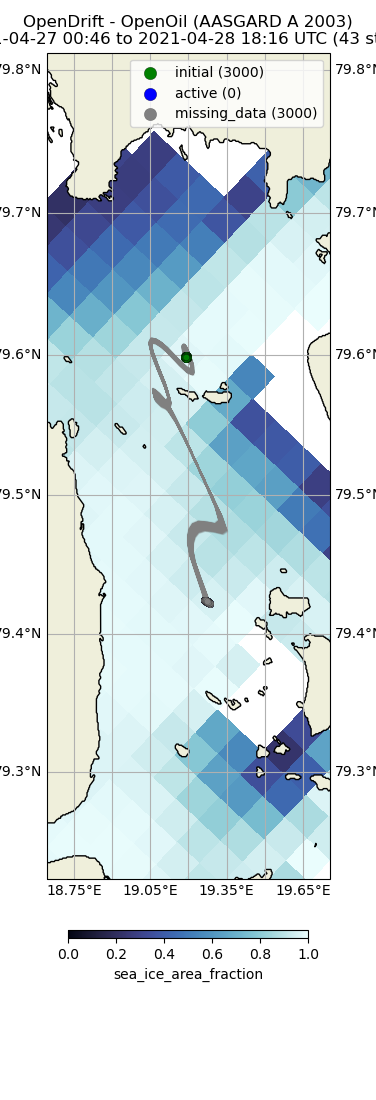 OpenDrift - OpenOil (AASGARD A 2003)
-04-27 00:46 to 2021-04-28 18:16 UTC (43 st
initial (3000)
active (0)
missing_data (3000)
79.8°N 79.8°N
79.7°N 79.7°N
79.6°N 79.6°N
79.5°N 79.5°N
79.4°N 79.4°N
79.3°N 79.3°N
18.75°E 19.05°E 19.35°E 19.65°E
0.0 0.2 0.4 0.6 0.8 1.0
sea_ice_area_fraction